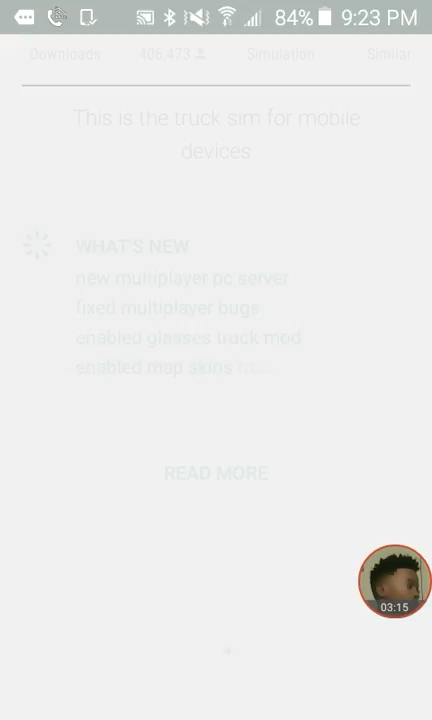 84% 9:23 PM
Downloads 406,473 Simulation Similar
This is the truck sim for mobile
devices
WHAT'S NEW
new multiplayer pc server
fixed multiplayer bugs
enabled glasses truck mod
enabled map skins
READ MORE
03:15